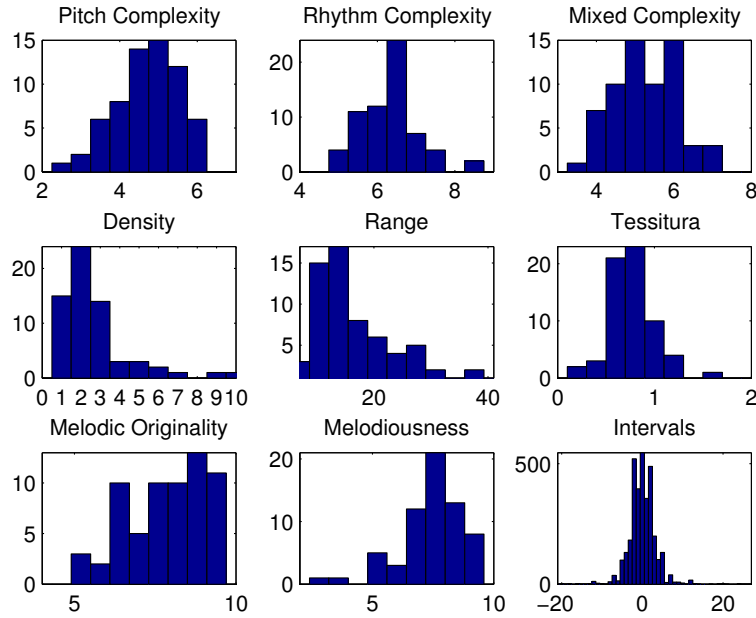 Pitch Complexity Rhythm Complexity Mixed Complexity
15 20 15
10 10 10
5 0 5
0 0
2 4 6 4 6 8 4 6 8
Density Range Tessitura
20 15 20
10 10 10
0 5 0
0 1 2 3 4 5 6 7 8 9 10 20 40 0 1 2
Melodic Originality Melodiousness Intervals
10 20 500
5 10 0
0 0
5 10 5 10 −20 0 20